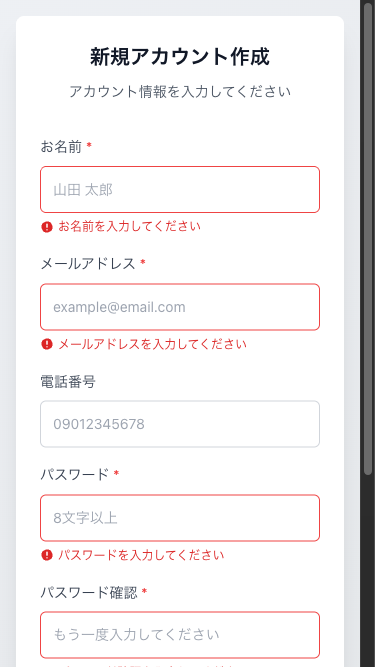 新規アカウント作成
アカウント情報を入力してください
お名前 *
山田 太郎
お名前を入力してください
メールアドレス *
example@email.com
メールアドレスを入力してください
電話番号
09012345678
パスワード *
8文字以上
パスワードを入力してください
パスワード確認 *
もう一度入力してください